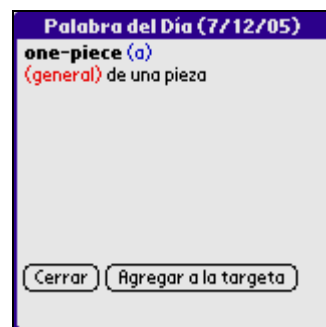 Palabra del Día (7/12/05)
one-piece (a)
(general) de una pieza
Cerrar Agregar a la targeta